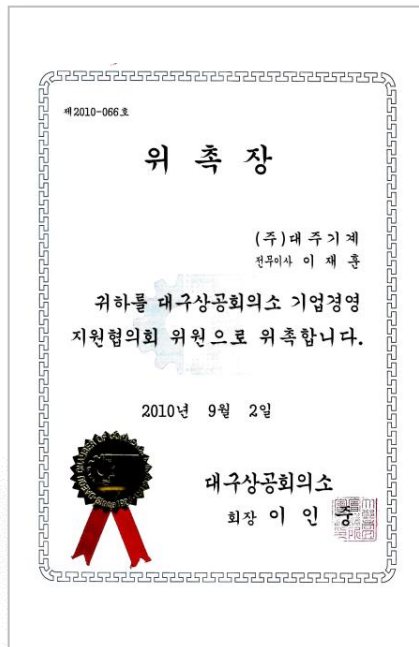 제2010-066호
위 촉 장
(주)대주기계
전무이사 이 재 훈
귀하를 대구상공회의소 기업경영
지원협의회 위원으로 위촉합니다.
2010년 9월 2일
대구상공회의소
회장 이 인 중